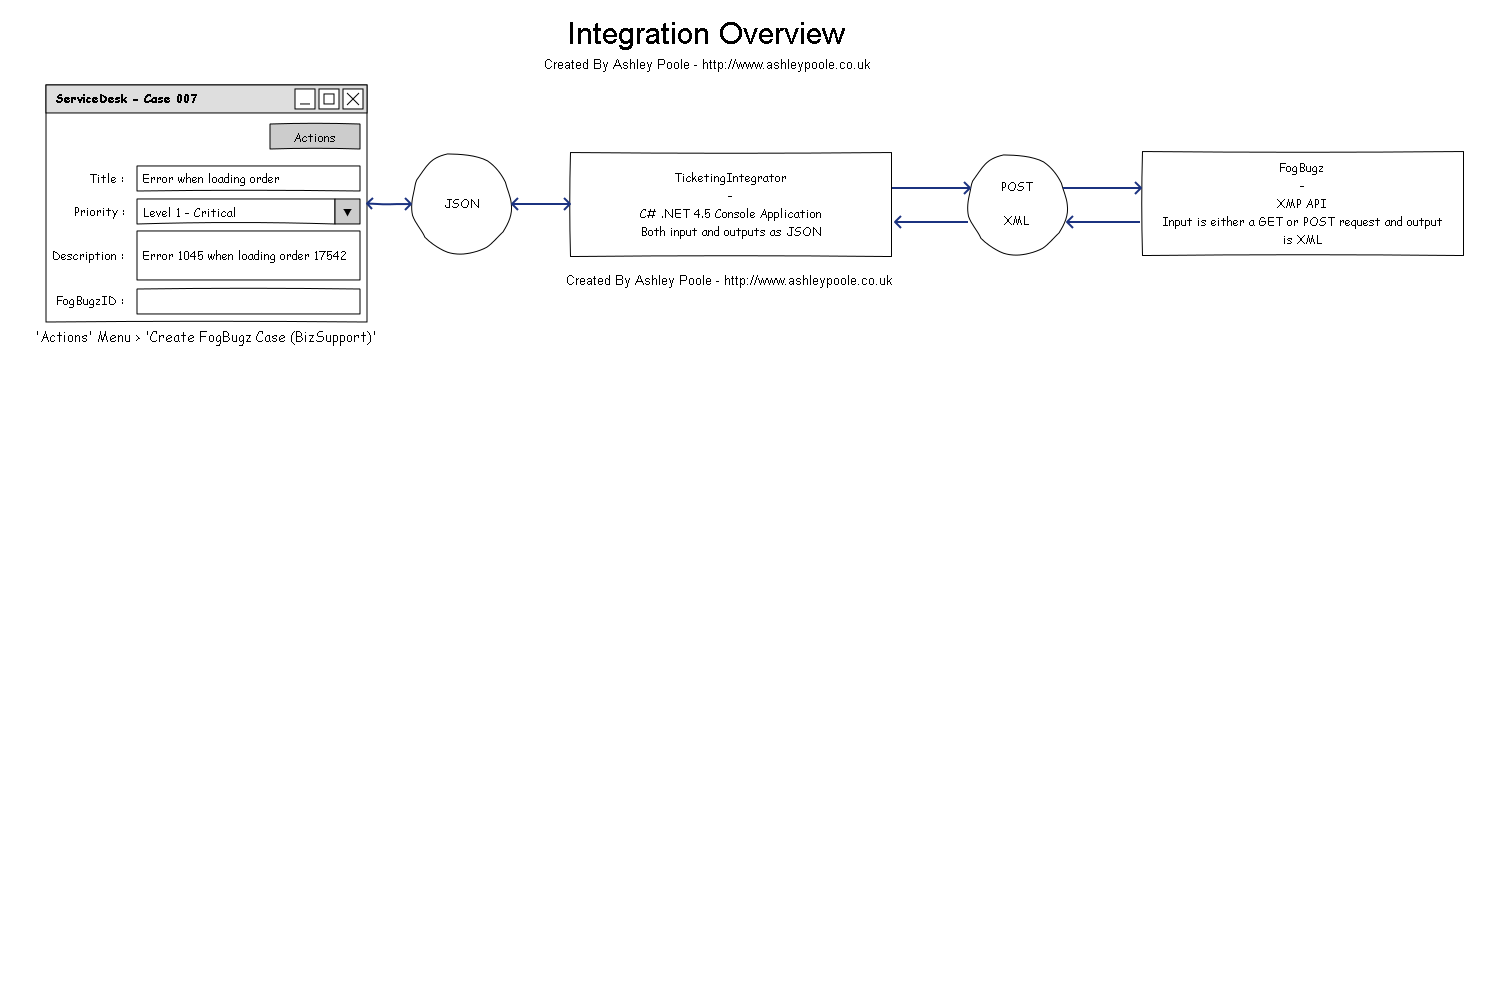 Integration Overview
Created By Ashley Poole - http://www.ashleypoole.co.uk
ServiceDesk - Case 007
Actions
Title :
Error when loading order
Priority :
Level 1 - Critical
Description :
Error 1045 when loading order 17542
FogBugzID :
'Actions' Menu > 'Create FogBugz Case (BizSupport)'
JSON
TicketingIntegrator
-
C# .NET 4.5 Console Application
Both input and outputs as JSON
Created By Ashley Poole - http://www.ashleypoole.co.uk
POST
XML
FogBugz
-
XMP API
Input is either a GET or POST request and output
is XML